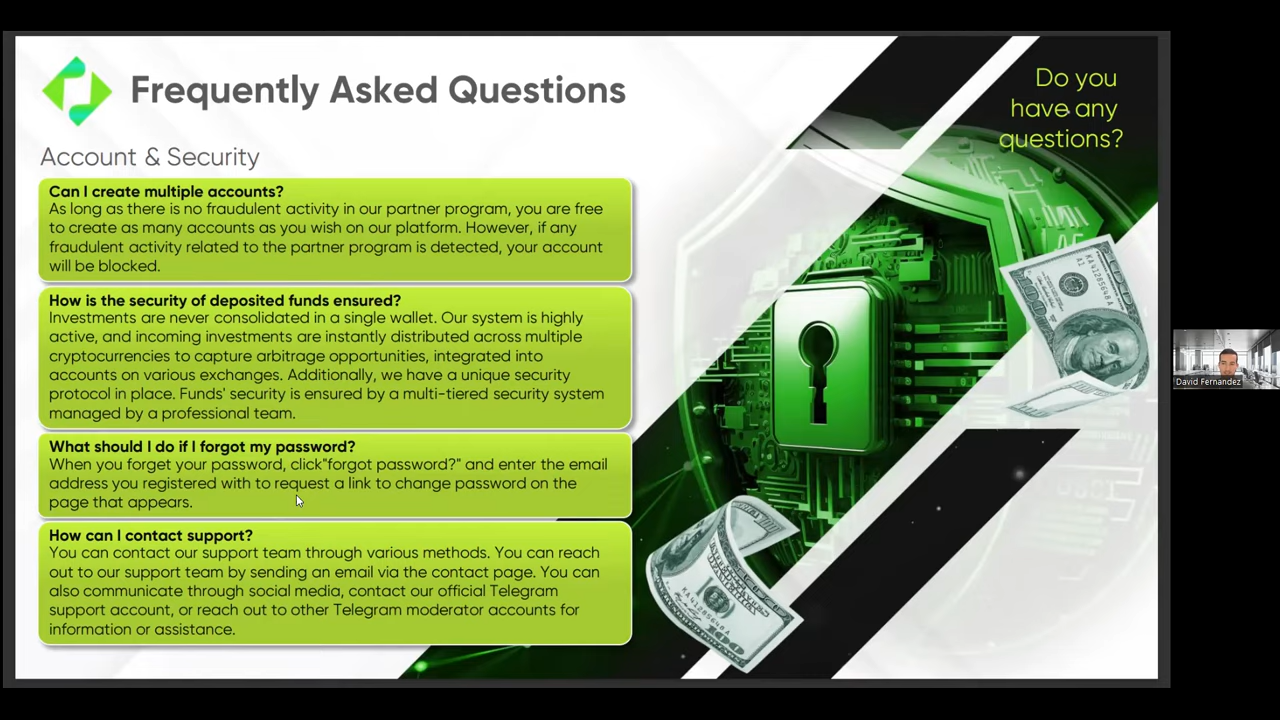 Frequently Asked Questions
Do you
have any
questions?
Account & Security
Can I create multiple accounts?
As long as there is no fraudulent activity in our partner program, you are free
to create as many accounts as you wish on our platform. However, if any
fraudulent activity related to the partner program is detected, your account
will be blocked.
How is the security of deposited funds ensured?
Investments are never consolidated in a single wallet. Our system is highly
active, and incoming investments are instantly distributed across multiple
cryptocurrencies to capture arbitrage opportunities, integrated into
accounts on various exchanges. Additionally, we have a unique security
protocol in place. Funds' security is ensured by a multi-tiered security system
managed by a professional team.
What should I do if I forgot my password?
When you forget your password, click"forgot password?" and enter the email
address you registered with to request a link to change password on the
page that appears.
How can I contact support?
You can contact our support team through various methods. You can reach
out to our support team by sending an email via the contact page. You can
also communicate through social media, contact our official Telegram
support account, or reach out to other Telegram moderator accounts for
information or assistance.
David Fernandez